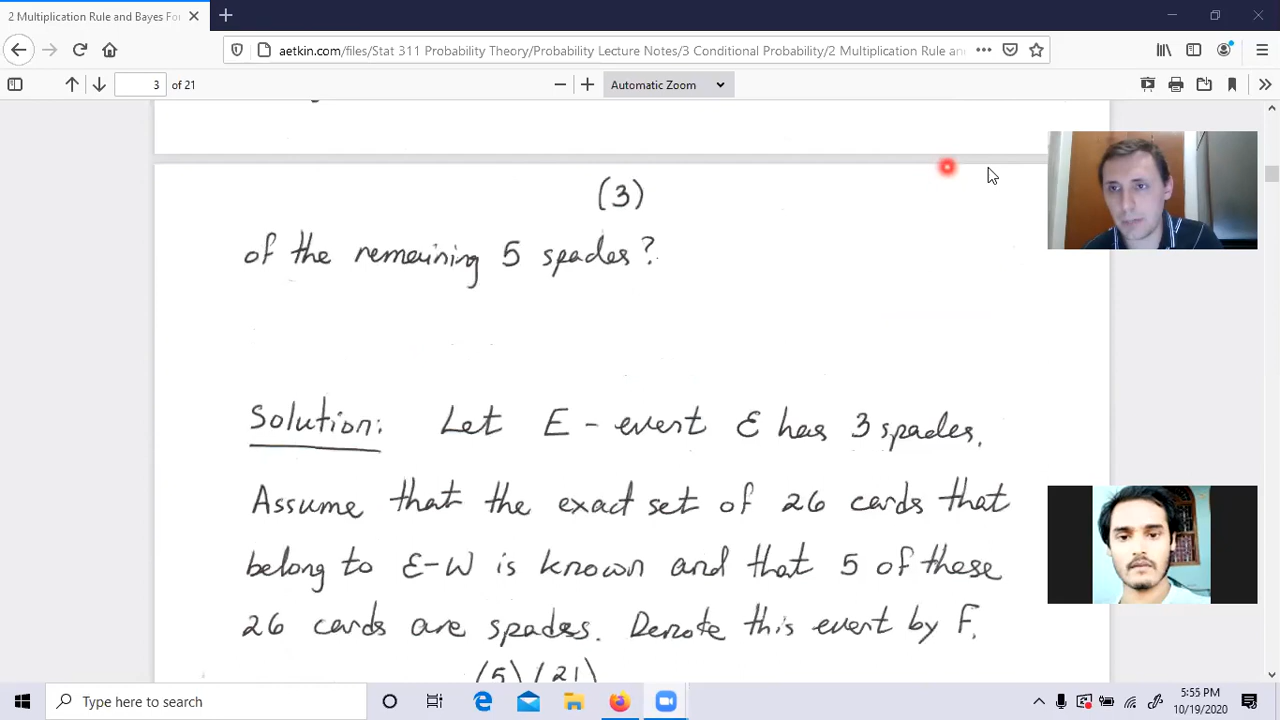 2 Multiplication Rule and Bayes Fo
aetkin.com/files/Stat 311 Probability Theory/Probability Lecture Notes/3 Conditional Probability/2 Multiplication Rule an
3 of 21
Automatic Zoom
(3)
of the remaining 5 spades?
Solution: Let E - event E has 3 spades.
Assume that the exact set of 26 cards that
belong to E-W is known and that 5 of these
26 cards are spades. Denote this event by F.
(5) (21)
Type here to search
5:55 PM
10/19/2020